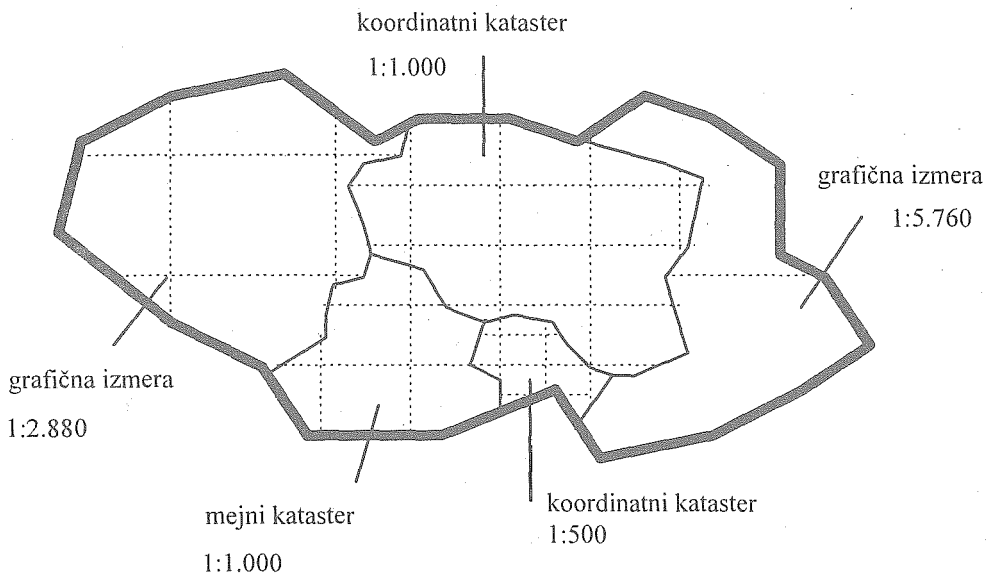 koordinatni kataster
1:1.000
grafična izmera
1:5.760
grafična izmera
1:2.880
mejni kataster
1:1.000
koordinatni kataster
1:500